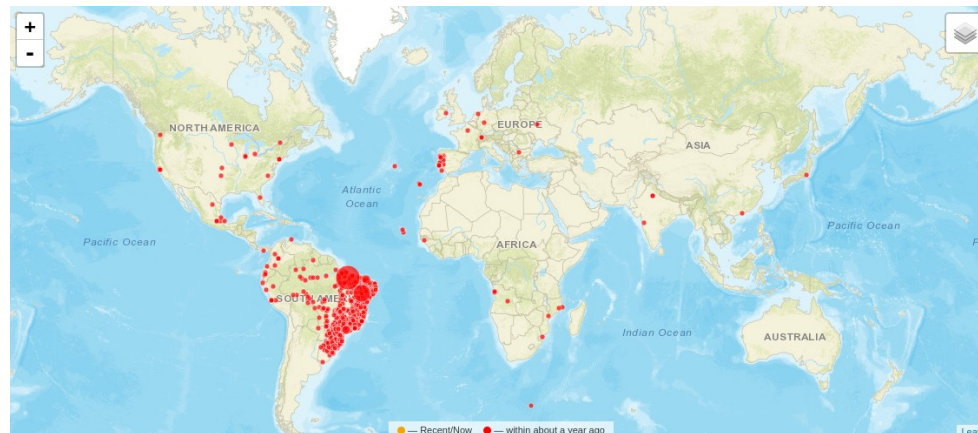 +
-
NORTH AMERICA
EUROPE
ASIA
Atlantic
Ocean
Pacific Ocean
Pacific Ocean
AFRICA
SOUTH AMER
Indian Ocean
AUSTRALIA
— Recent/Now — within about a year ago